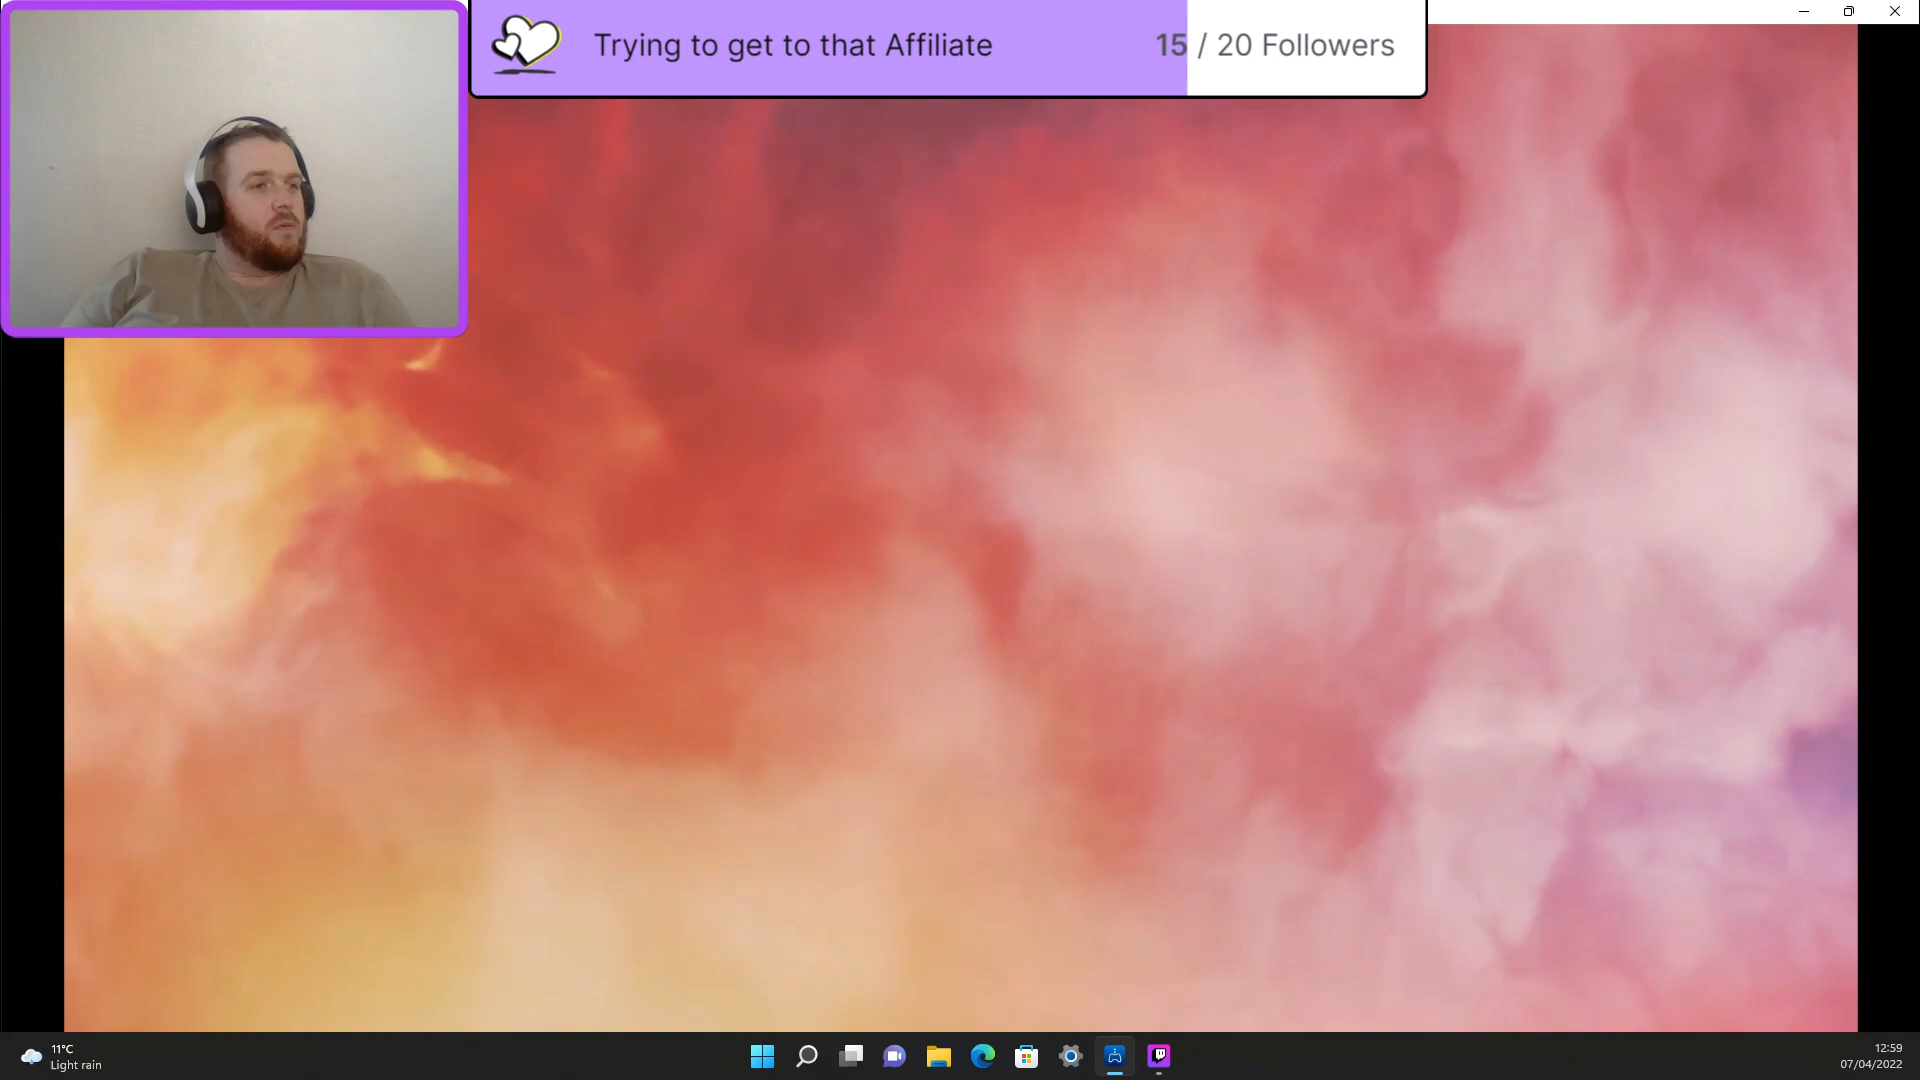 Trying to get to that Affiliate 15 / 20 Followers
11°C
Light rain
12:59
07/04/2022